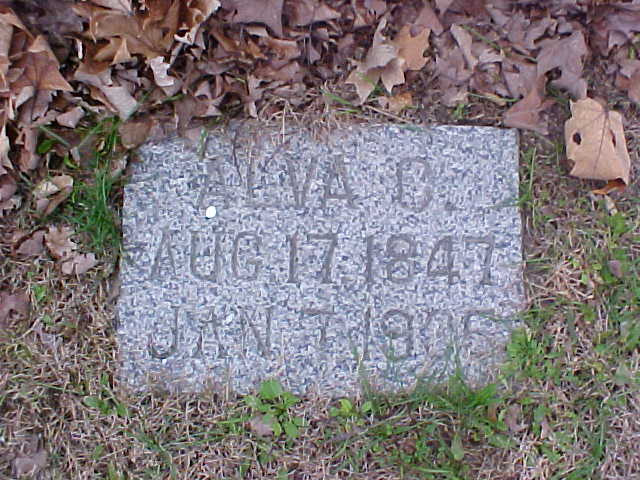 ALVA C.
AUG. 17, 1847
JAN. 7,